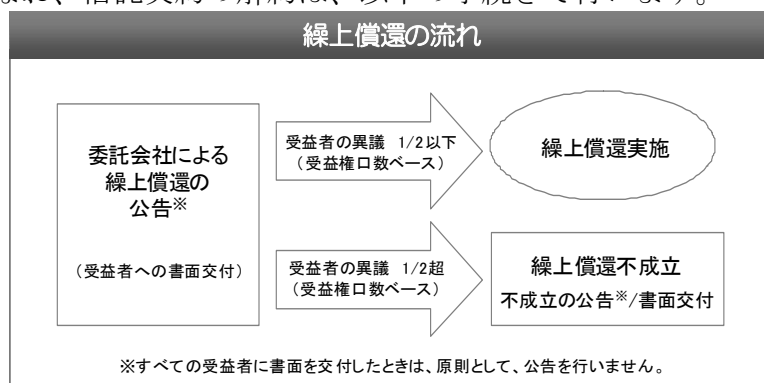 繰上償還の流れ
委託会社による
繰上償還の
公告※
(受益者への書面交付)
受益者の異議 1/2以下
(受益権口数ベース)
繰上償還実施
受益者の異議 1/2超
(受益権口数ベース)
繰上償還不成立
不成立の公告※/書面交付
※すべての受益者に書面を交付したときは、原則として、公告を行いません。